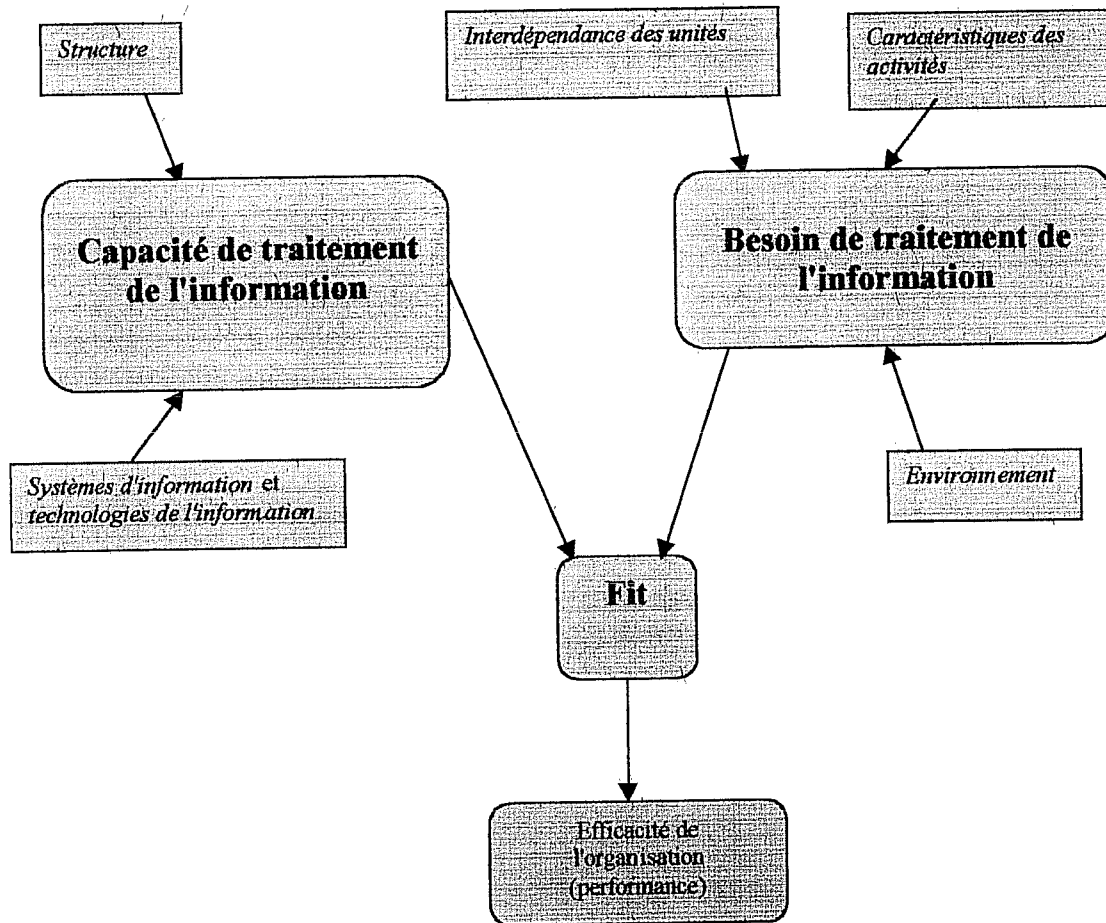 Structure
Interdépendance des unités
Caractéristiques des
activités
Capacité de traitement
de l'information
Besoin de traitement de
l'information
Systèmes d'information et
technologies de l'information
Environnement
Fit
Efficacité de
l'organisation
(performance)